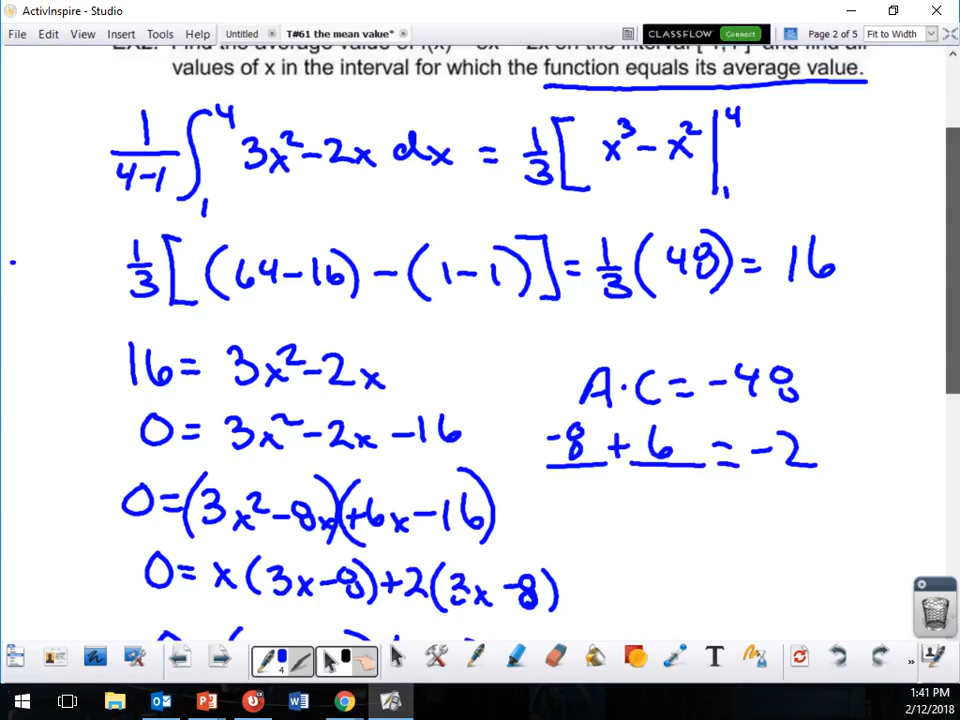 ActivInspire - Studio
File Edit View Insert Tools Help Untitled T#61 the mean value* CLASSFLOW Connect Page 2 of 5 Fit to Width
values of x in the interval for which the function equals its average value.
1/(4-1) ∫₁⁴ 3x²-2x dx = 1/3 [ x³ - x² |₁⁴
1/3 [ (64-16) - (1-1) ] = 1/3 (48) = 16
16 = 3x²-2x
A·C = -48
0 = 3x²-2x-16
-8 + 6 = -2
0 = (3x²-8x)(+6x-16)
0 = x(3x-8)+2(3x-8)
4
T
1:41 PM
2/12/2018